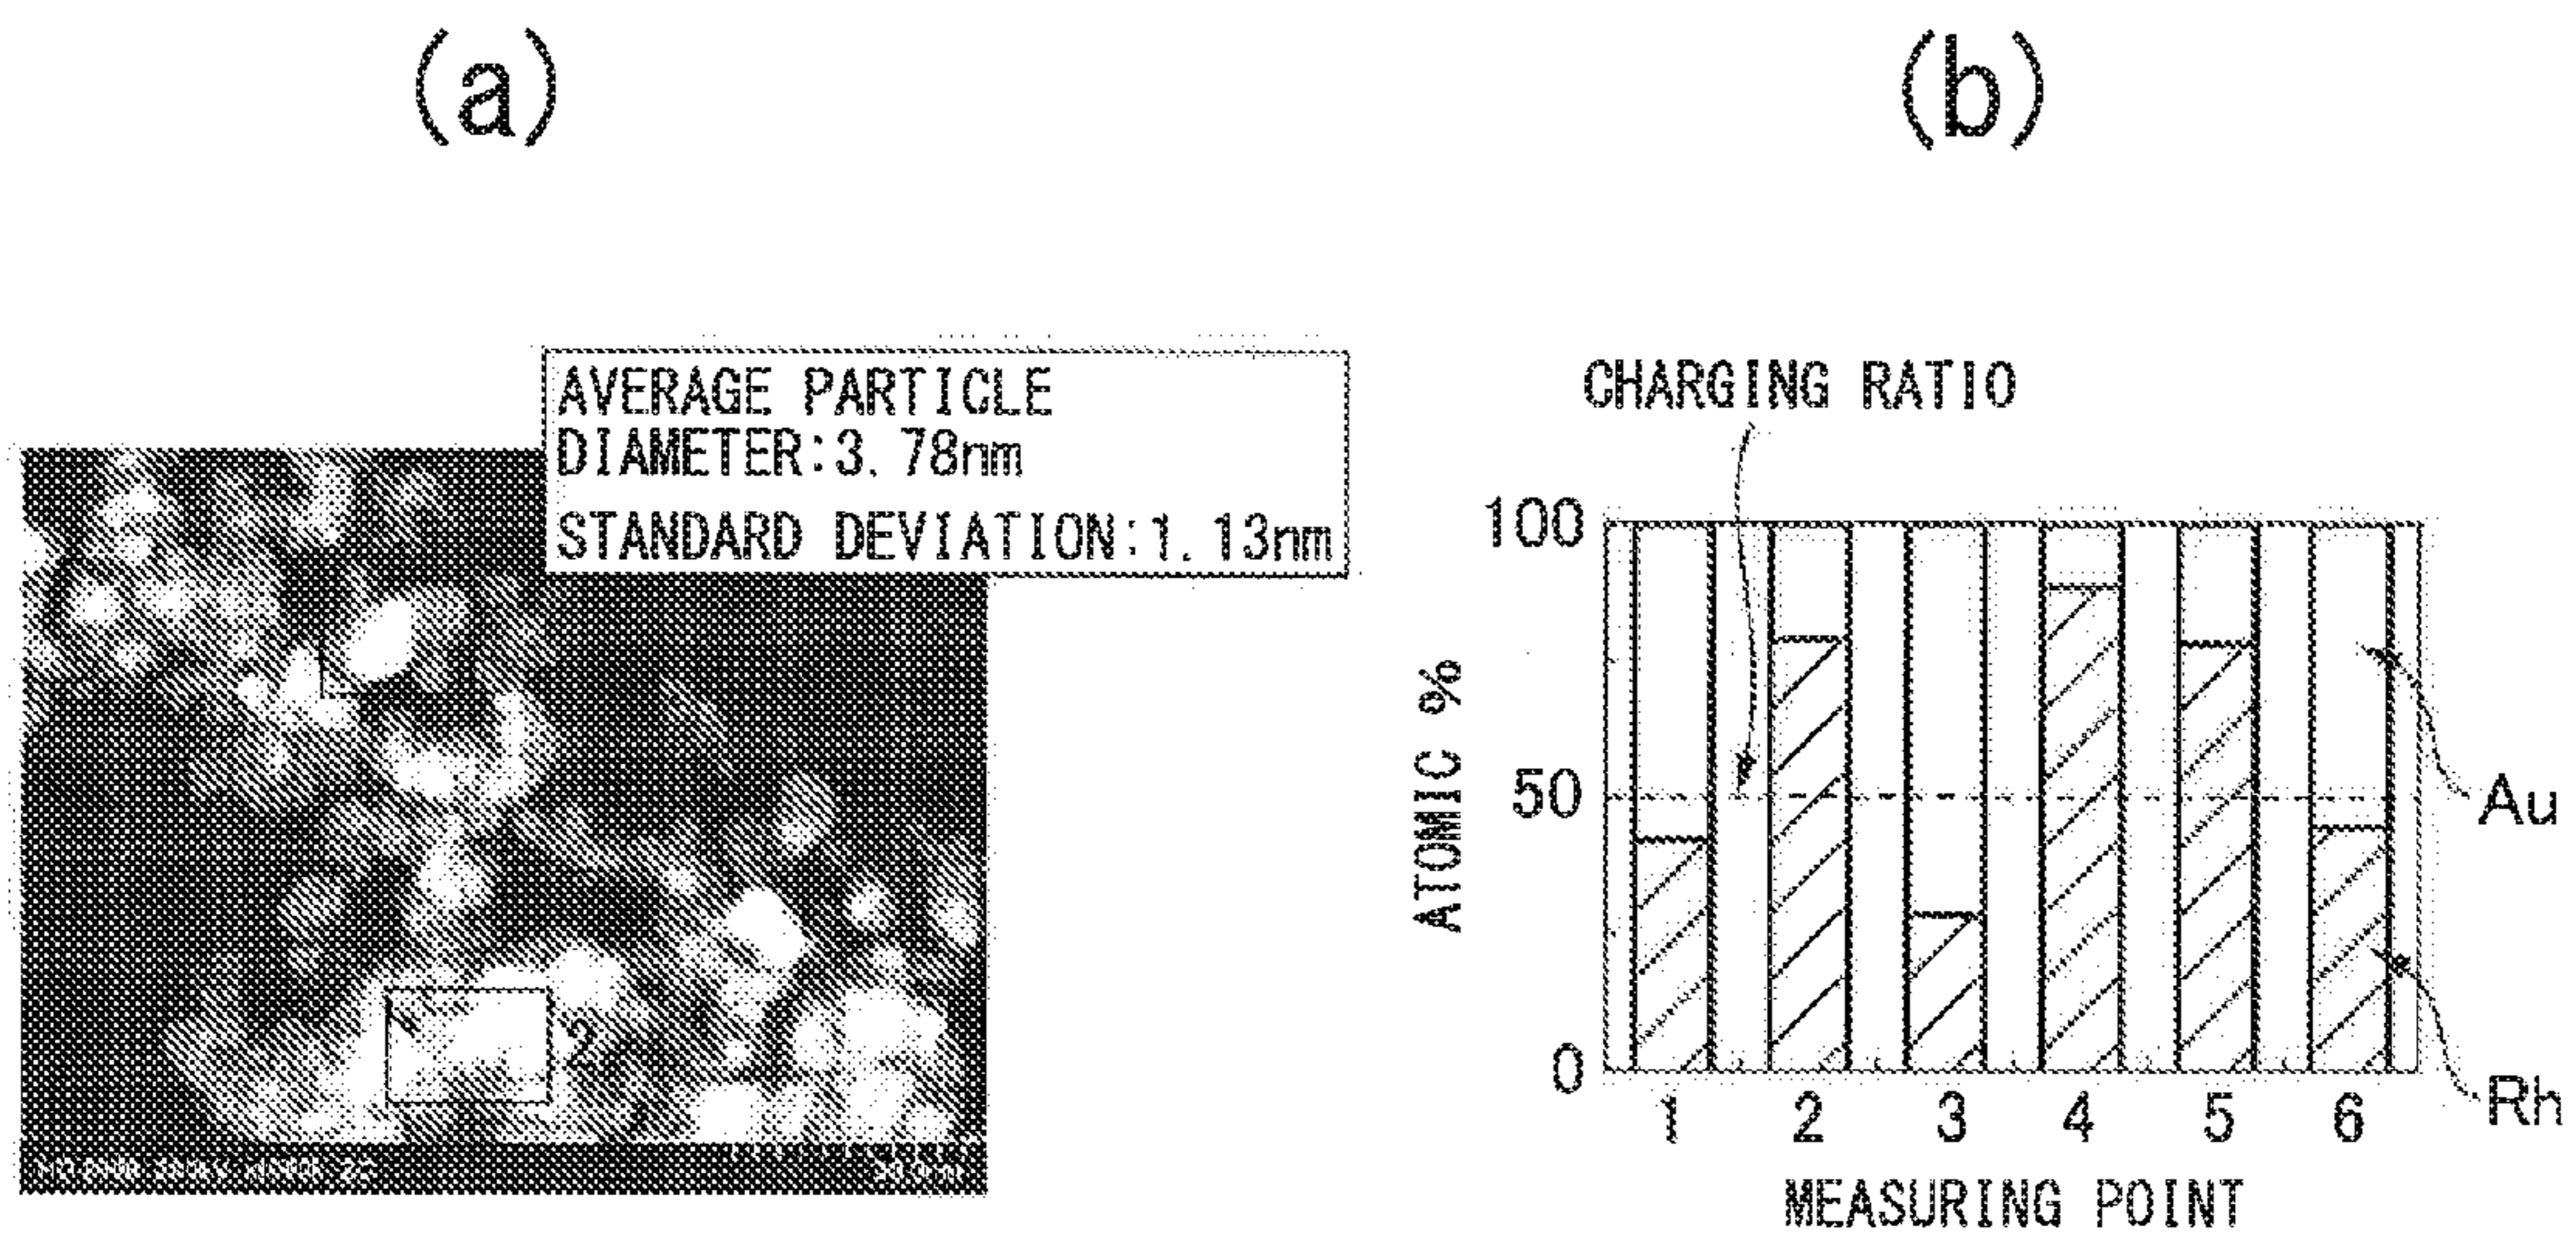 (a)
(b)
AVERAGE PARTICLE
DIAMETER:3.78nm
STANDARD DEVIATION:1.13nm
2
CHARGING RATIO
100
50
0
ATOMIC %
Au
Rh
1 2 3 4 5 6
MEASURING POINT